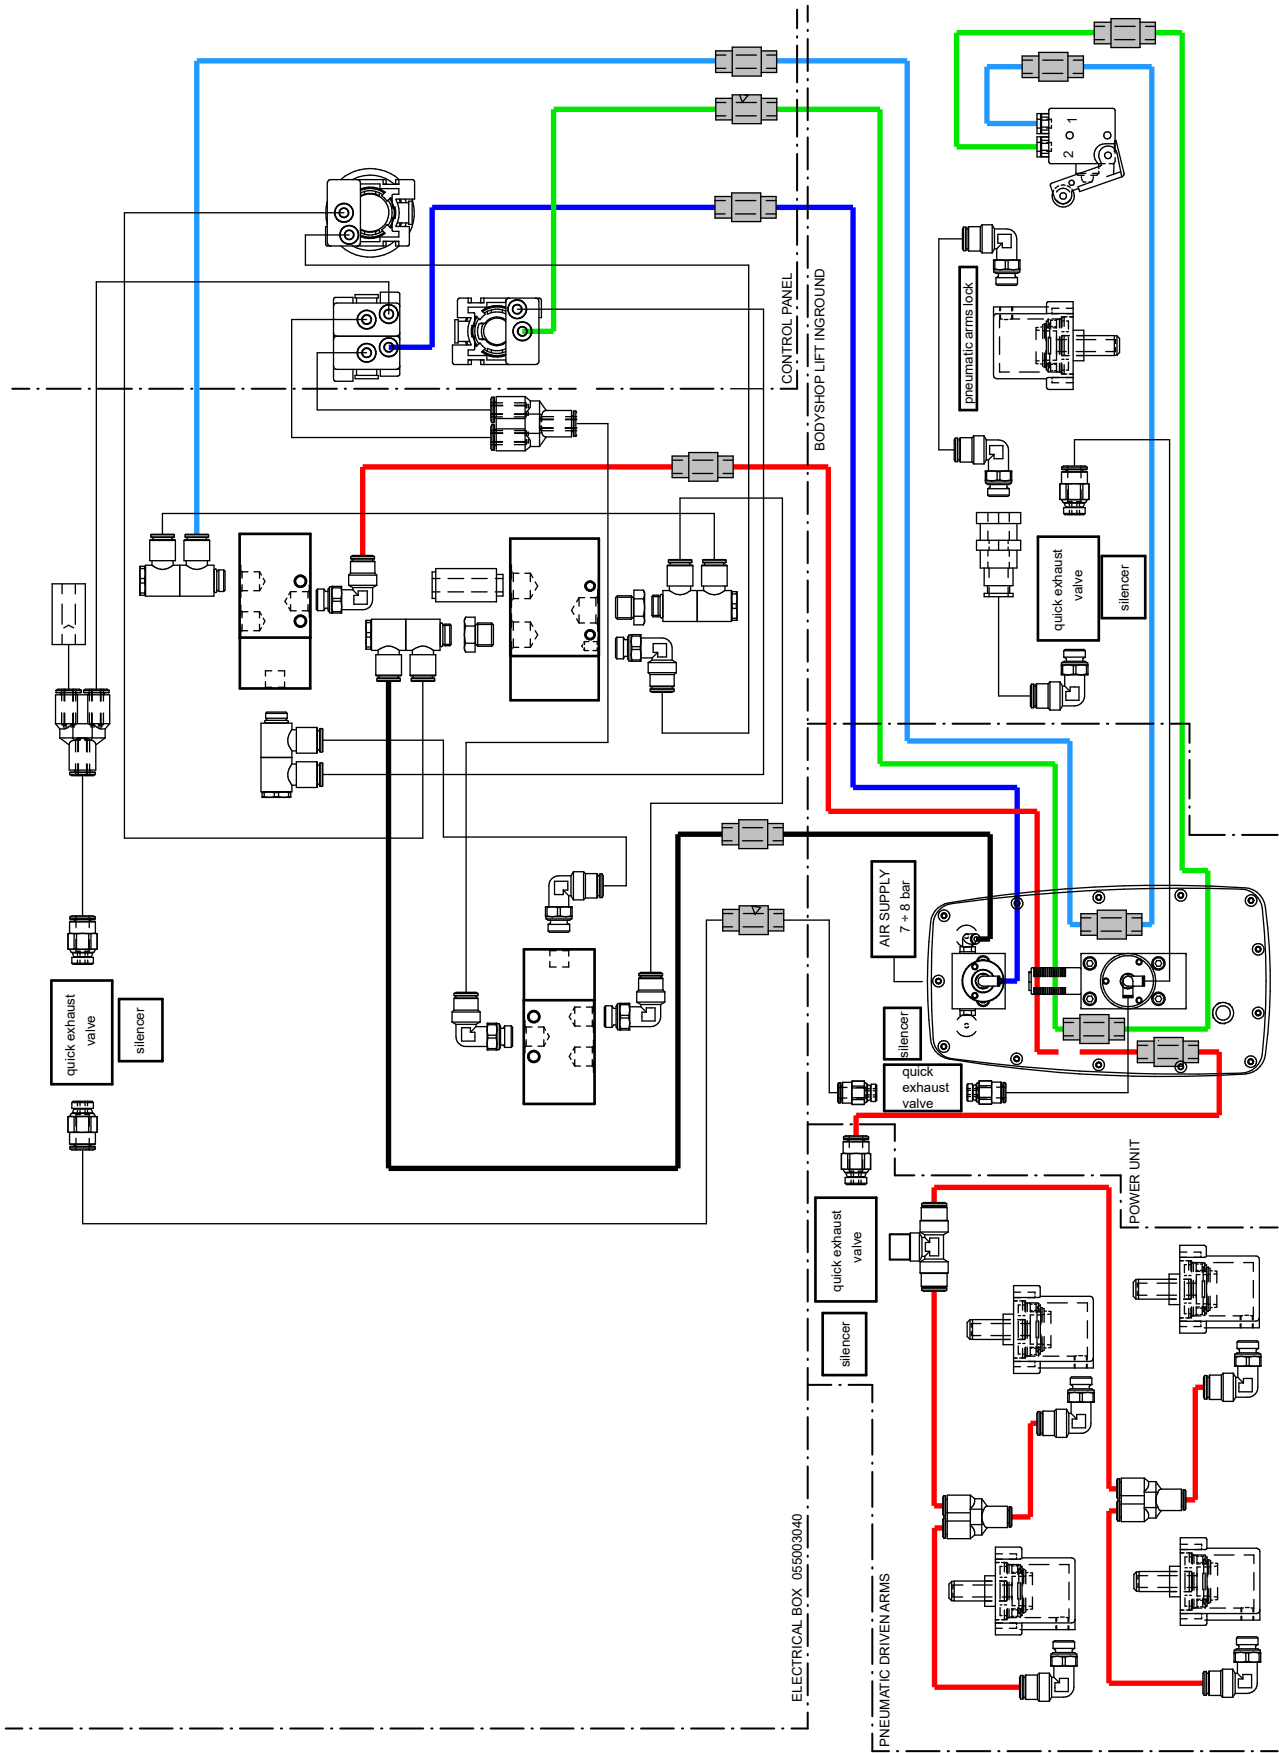 CONTROL PANEL
BODYSHOP LIFT INGROUND
1
2
pneumatic arms lock
quick exhaust
valve
silencer
AIR SUPPLY
7 ÷ 8 bar
quick exhaust
valve
silencer
silencer
quick
exhaust
valve
POWER UNIT
quick exhaust
valve
silencer
ELECTRICAL BOX 055003040
PNEUMATIC DRIVEN ARMS